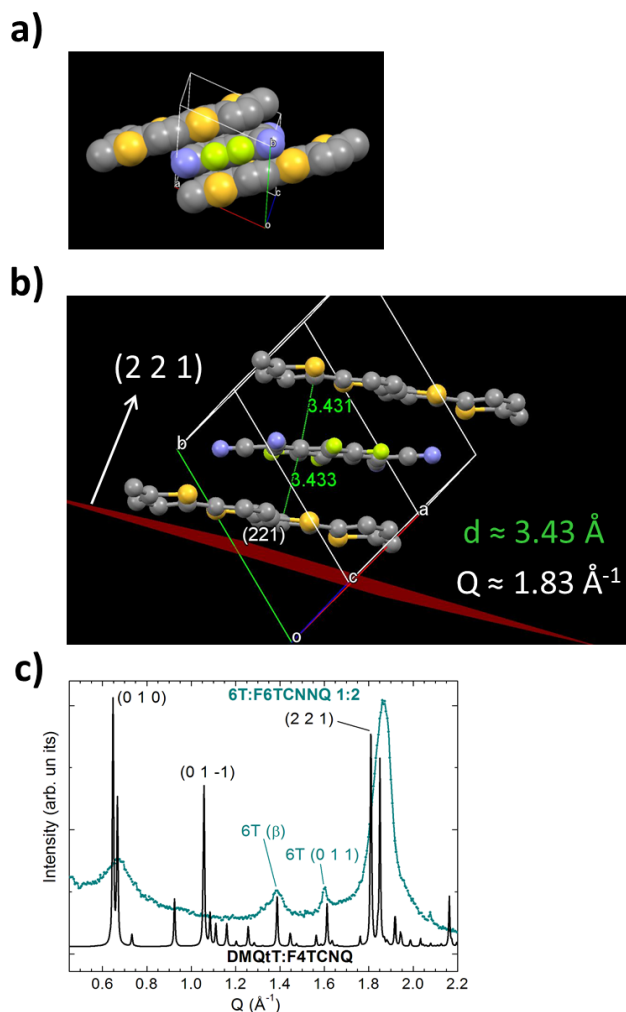 a)
b
a
c
o
b)
(2 2 1)
3.431
b
3.433
(221)
a
d ≈ 3.43 Å
Q ≈ 1.83 Å-1
c
o
c)
(0 1 0)
6T:F6TCNNQ 1:2
(2 2 1)
(0 1 -1)
6T (β)
6T (0 1 1)
Intensity (arb. un its)
DMQtT:F4TCNQ
0.6 0.8 1.0 1.2 1.4 1.6 1.8 2.0 2.2
Q (Å-1)